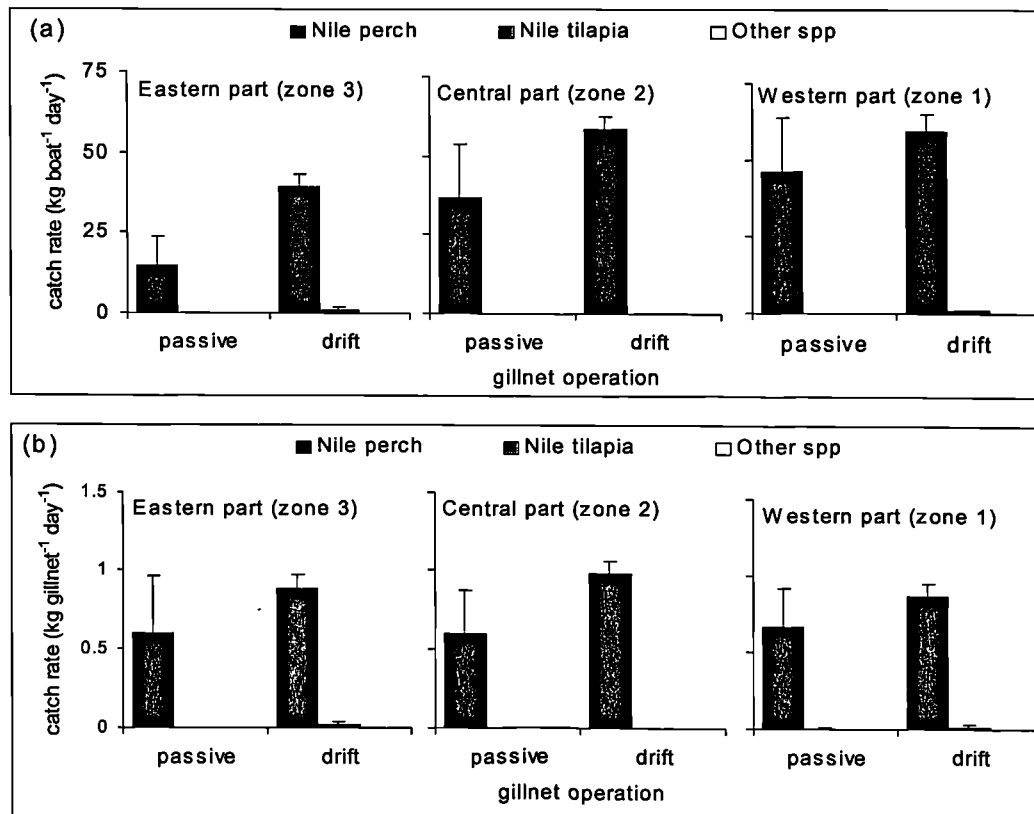 (a)
Nile perch Nile tilapia Other spp
catch rate (kg boat⁻¹ day⁻¹)
75
50
25
0
Eastern part (zone 3) Central part (zone 2) Western part (zone 1)
passive drift passive drift passive drift
gillnet operation
(b)
Nile perch Nile tilapia Other spp
catch rate (kg gillnet⁻¹ day⁻¹)
1.5
1
0.5
0
Eastern part (zone 3) Central part (zone 2) Western part (zone 1)
passive drift passive drift passive drift
gillnet operation